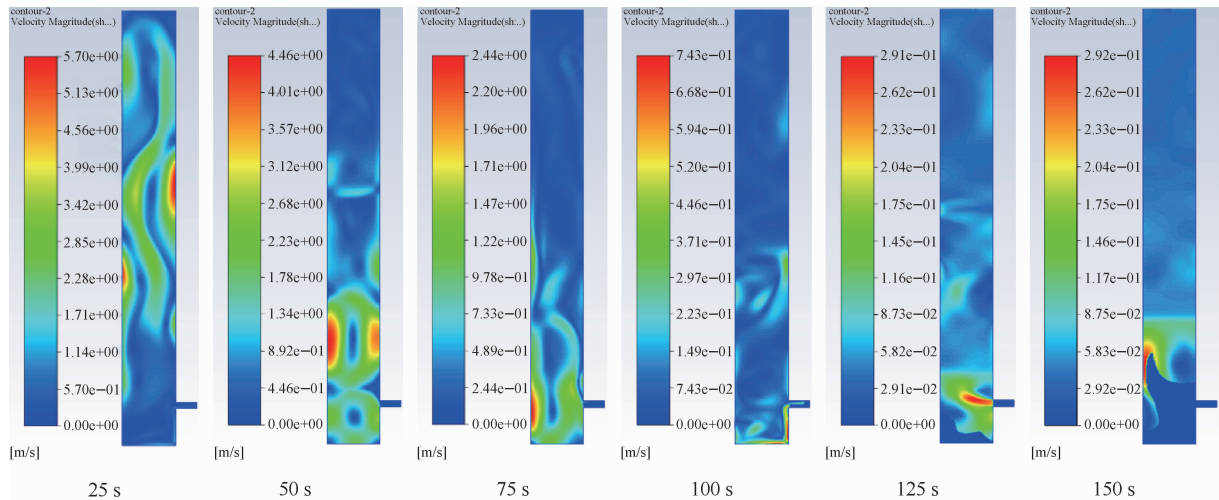 contour-2
Velocity Magnitude(sh...
5.70e+00
5.13e+00
4.56e+00
3.99e+00
3.42e+00
2.85e+00
2.28e+00
1.71e+00
1.14e+00
5.70e−01
0.00e+00
[m/s]
25 s
contour-2
Velocity Magnitude(sh...
4.46e+00
4.01e+00
3.57e+00
3.12e+00
2.68e+00
2.23e+00
1.78e+00
1.34e+00
8.92e−01
4.46e−01
0.00e+00
[m/s]
50 s
contour-2
Velocity Magnitude(sh...
2.44e+00
2.20e+00
1.96e+00
1.71e+00
1.47e+00
1.22e+00
9.78e−01
7.33e−01
4.89e−01
2.44e−01
0.00e+00
[m/s]
75 s
contour-2
Velocity Magnitude(sh...
7.43e−01
6.68e−01
5.94e−01
5.20e−01
4.46e−01
3.71e−01
2.97e−01
2.23e−01
1.49e−01
7.43e−02
0.00e+00
[m/s]
100 s
contour-2
Velocity Magnitude(sh...
2.91e−01
2.62e−01
2.33e−01
2.04e−01
1.75e−01
1.46e−01
1.16e−01
8.73e−02
5.82e−02
2.91e−02
0.00e+00
[m/s]
125 s
contour-2
Velocity Magnitude(sh...
2.92e−01
2.62e−01
2.33e−01
2.04e−01
1.75e−01
1.46e−01
1.17e−01
8.75e−02
5.83e−02
2.92e−02
0.00e+00
[m/s]
150 s